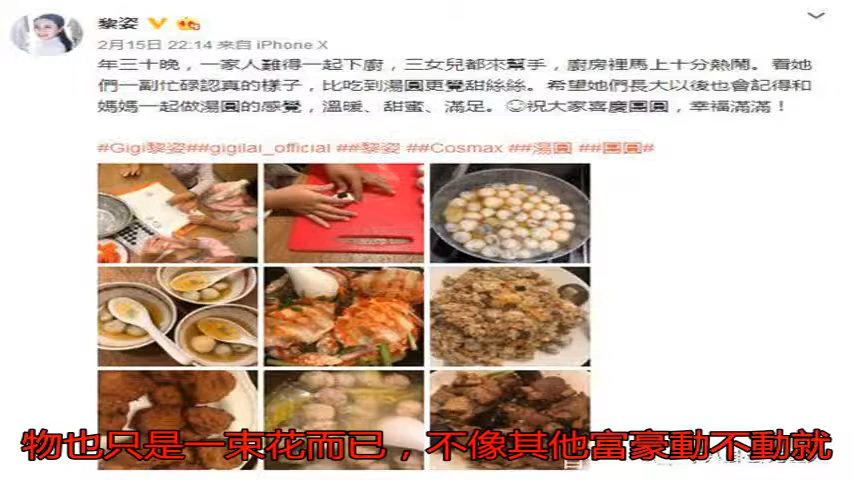 黎姿
2月15日 22:14 来自 iPhone X
年三十晚，一家人難得一起下廚，三女兒都來幫手，廚房裡馬上十分熱鬧。看她
們一副忙碌認真的樣子，比吃到湯圓更覺甜絲絲。希望她們長大以後也會記得和
媽媽一起做湯圓的感覺，溫暖、甜蜜、滿足。祝大家喜慶團圓，幸福滿滿！
#Gigi黎姿##gigilai_official ##黎姿 ##Cosmax ##湯圓 ##團圓#
物也只是一束花而已，不像其他富豪動不動就